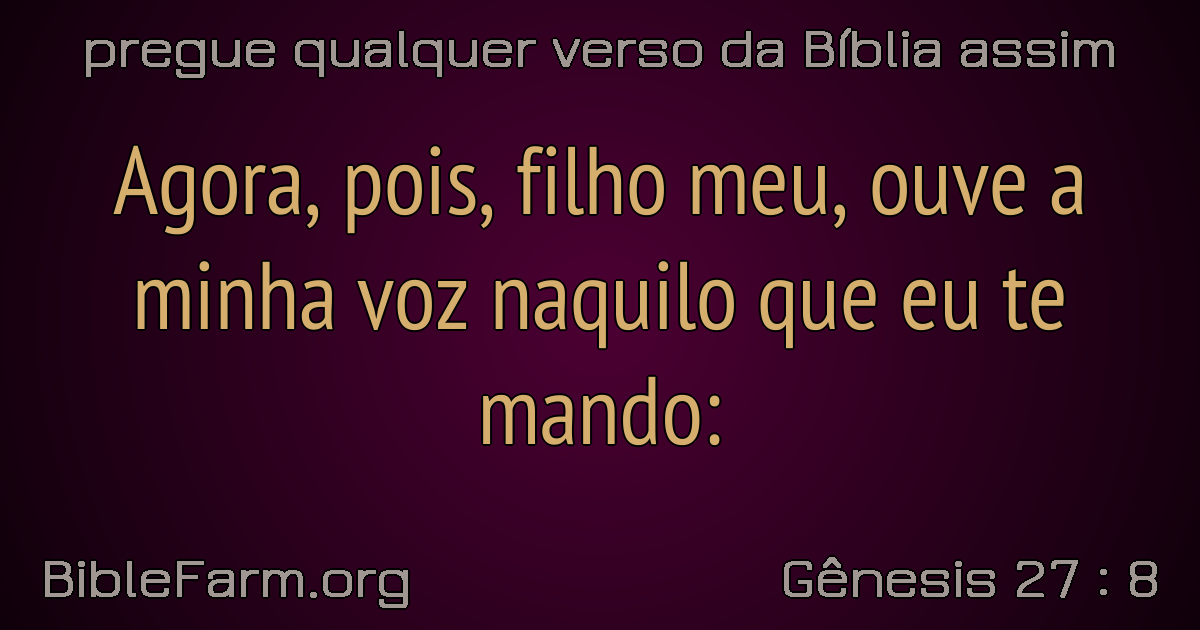 pregue qualquer verso da Bíblia assim
Agora, pois, filho meu, ouve a
minha voz naquilo que eu te
mando:
BibleFarm.org
Gênesis 27 : 8